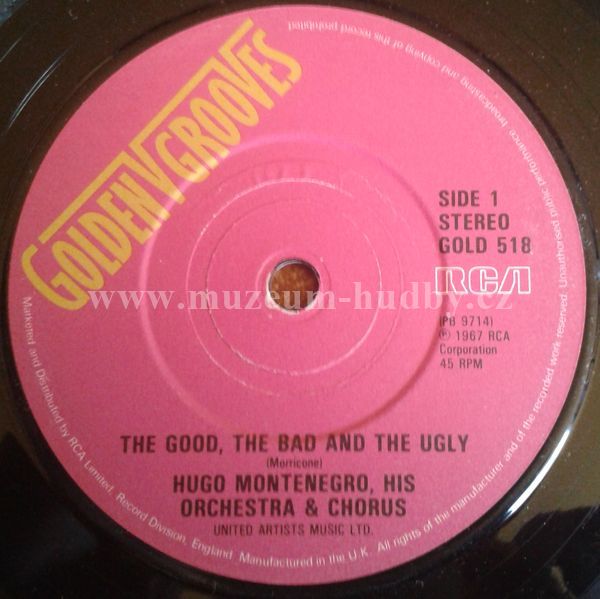 GOLDEN GROOVES
SIDE 1
STEREO
GOLD 518
RCA
www.muzeum-hudby.cz
(PB 9714)
℗ 1967 RCA
Corporation
45 RPM
THE GOOD, THE BAD AND THE UGLY
(Morricone)
HUGO MONTENEGRO, HIS
ORCHESTRA & CHORUS
UNITED ARTISTS MUSIC LTD.
Marketed and Distributed by RCA Limited, Record Division, England. Manufactured in the U.K. All rights of the manufacturer and of the recorded work reserved. Unauthorised public performance, broadcasting and copying of this record prohibited.